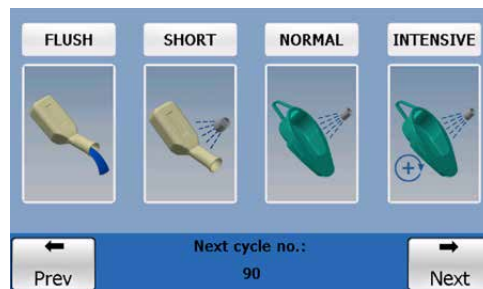 FLUSH
SHORT
NORMAL
INTENSIVE
Next cycle no.:
90
Prev
Next